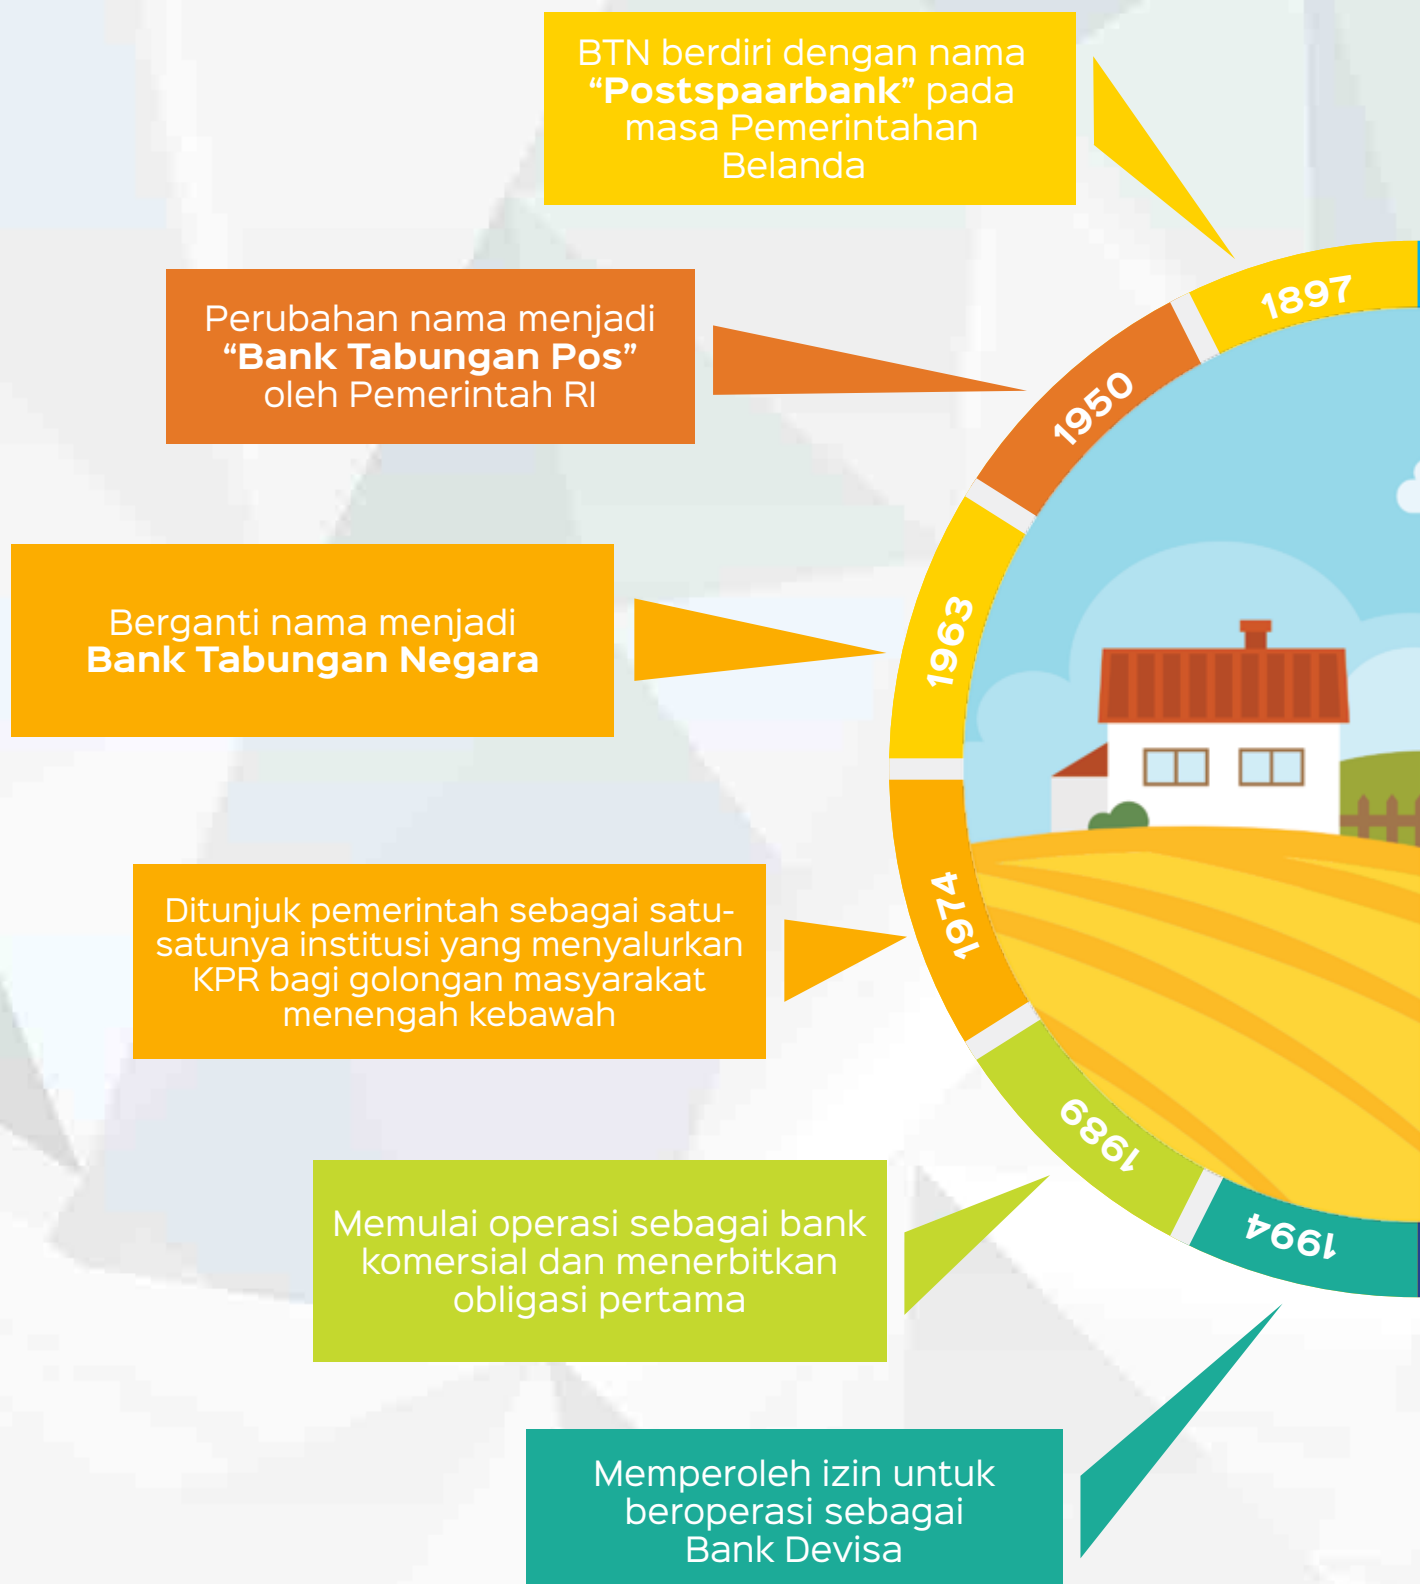 BTN berdiri dengan nama
“Postspaarbank” pada
masa Pemerintahan
Belanda
1897
Perubahan nama menjadi
“Bank Tabungan Pos”
oleh Pemerintah RI
1950
Berganti nama menjadi
Bank Tabungan Negara
1963
Ditunjuk pemerintah sebagai satu-
satunya institusi yang menyalurkan
KPR bagi golongan masyarakat
menengah kebawah
1974
Memulai operasi sebagai bank
komersial dan menerbitkan
obligasi pertama
1989
Memperoleh izin untuk
beroperasi sebagai
Bank Devisa
1994